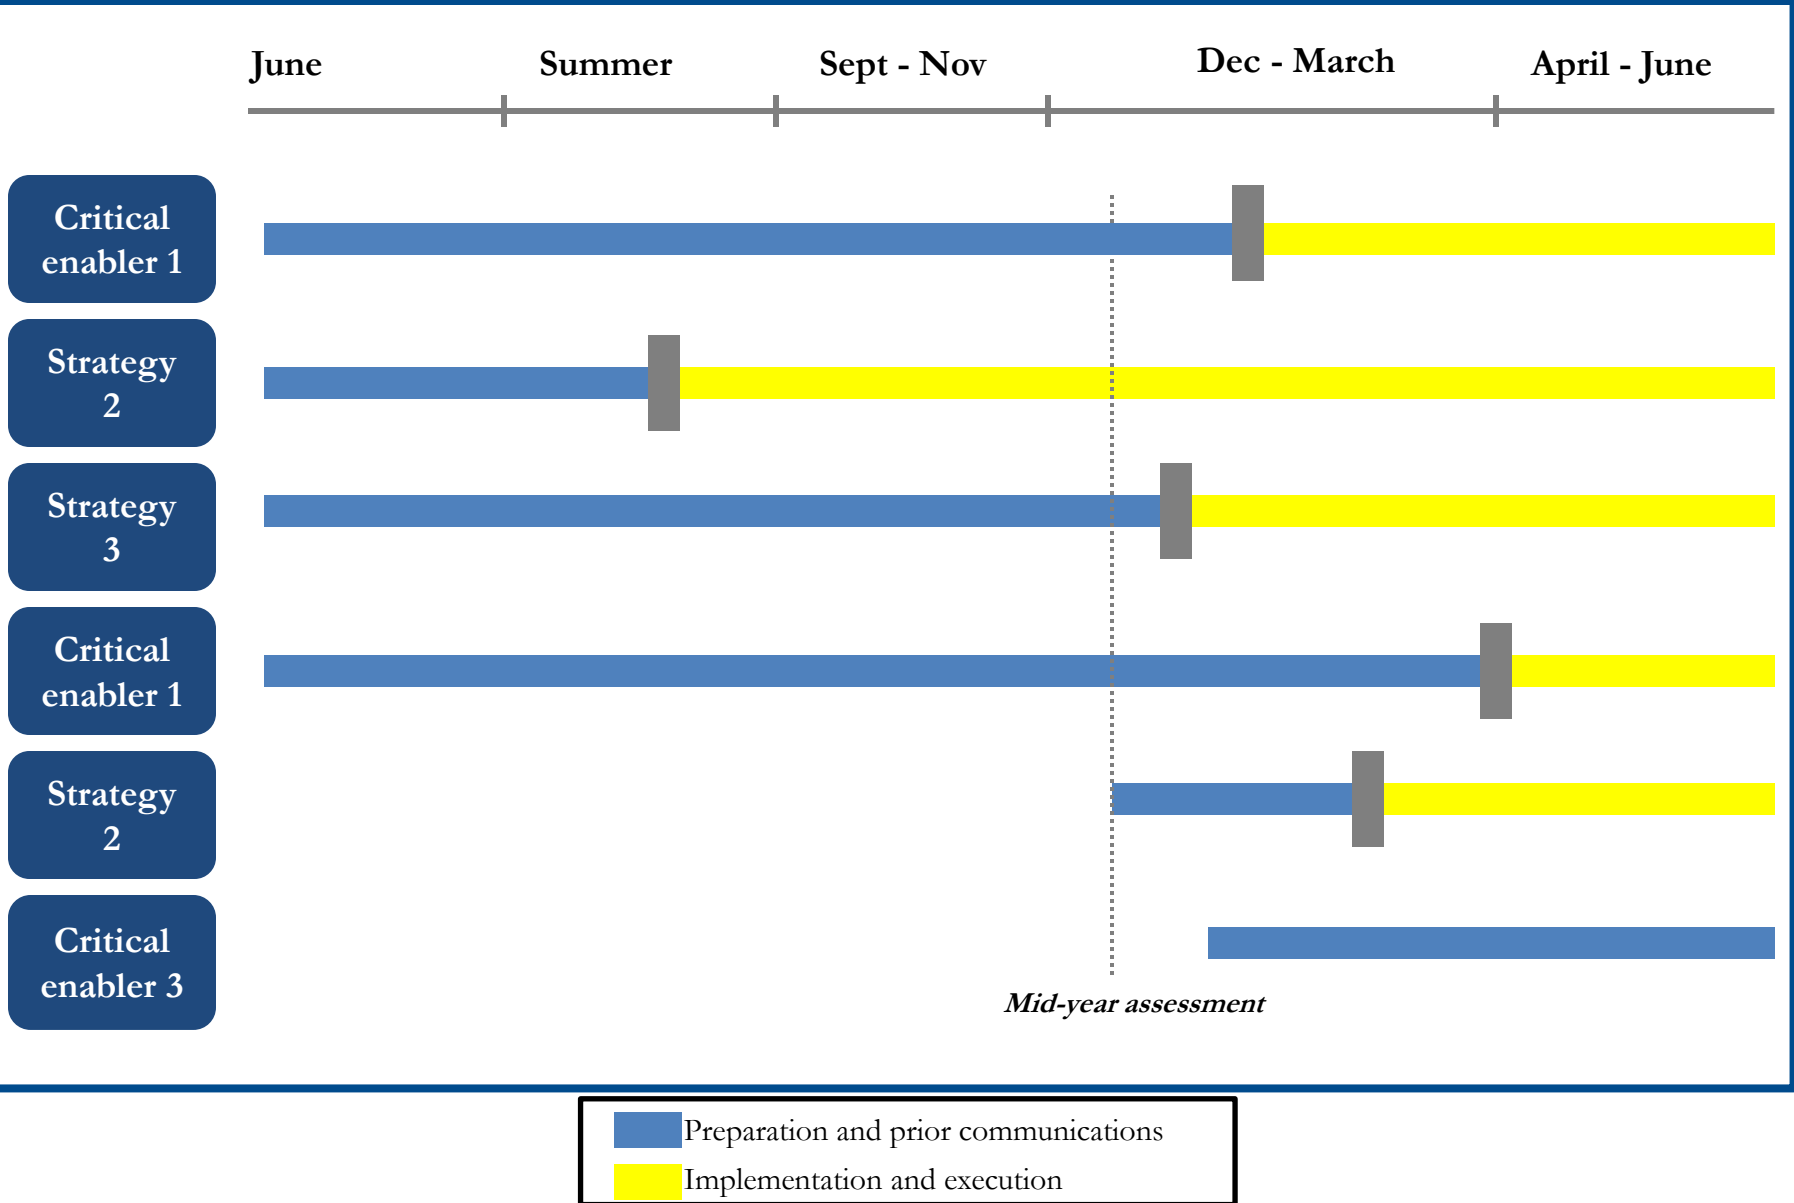 June
Summer
Sept - Nov
Dec - March
April - June
Critical
enabler 1
Strategy
2
Strategy
3
Critical
enabler 1
Strategy
2
Critical
enabler 3
Mid-year assessment
Preparation and prior communications
Implementation and execution